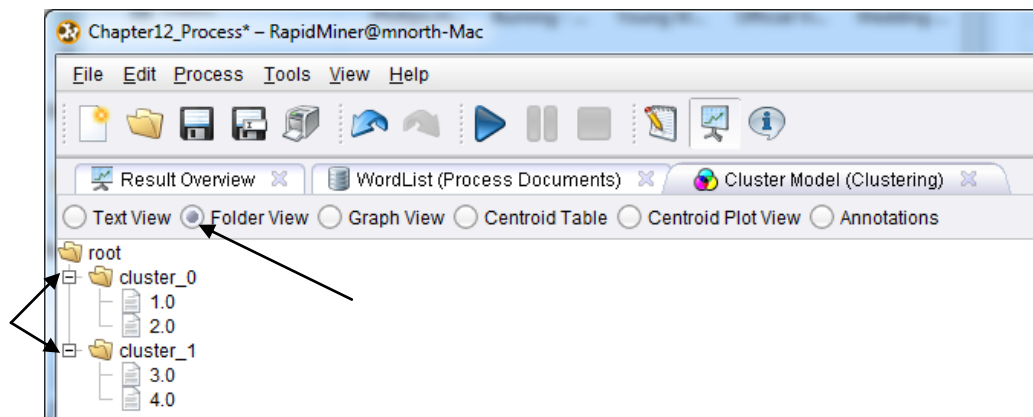 Chapter12_Process* – RapidMiner@mnorth-Mac
File Edit Process Tools View Help
Result Overview WordList (Process Documents) Cluster Model (Clustering)
Text View Folder View Graph View Centroid Table Centroid Plot View Annotations
root
cluster_0
1.0
2.0
cluster_1
3.0
4.0